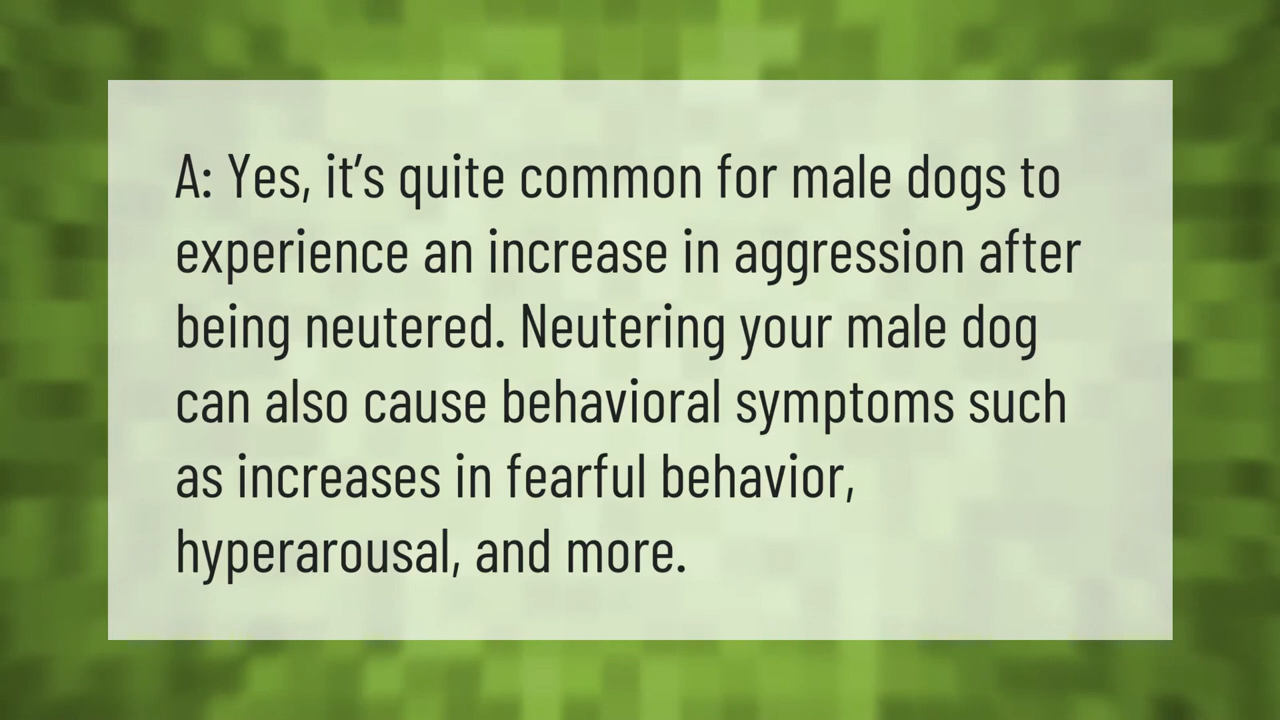 A: Yes, it’s quite common for male dogs to
experience an increase in aggression after
being neutered. Neutering your male dog
can also cause behavioral symptoms such
as increases in fearful behavior,
hyperarousal, and more.